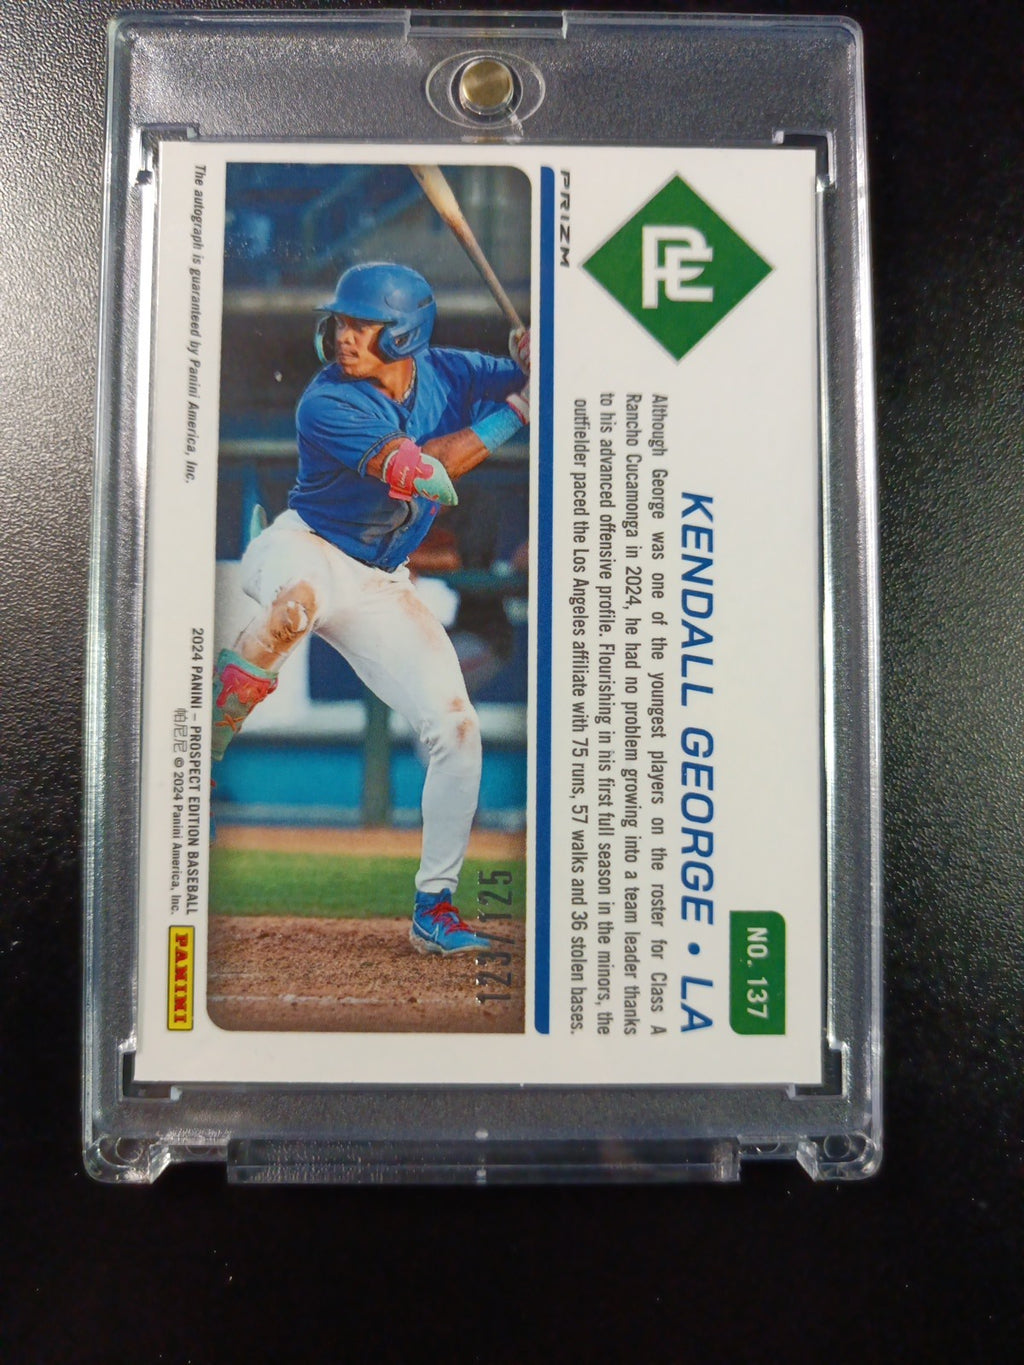 NO. 137
KENDALL GEORGE • LA
Although George was one of the youngest players on the roster for Class A
Rancho Cucamonga in 2024, he had no problem growing into a team leader thanks
to his advanced offensive profile. Flourishing in his first full season in the minors, the
outfielder paced the Los Angeles affiliate with 75 runs, 57 walks and 36 stolen bases.
PRIZM
123/125
The autograph is guaranteed by Panini America, Inc.
2024 PANINI – PROSPECT EDITION BASEBALL
帕尼尼 © 2024 Panini America, Inc.
PANINI